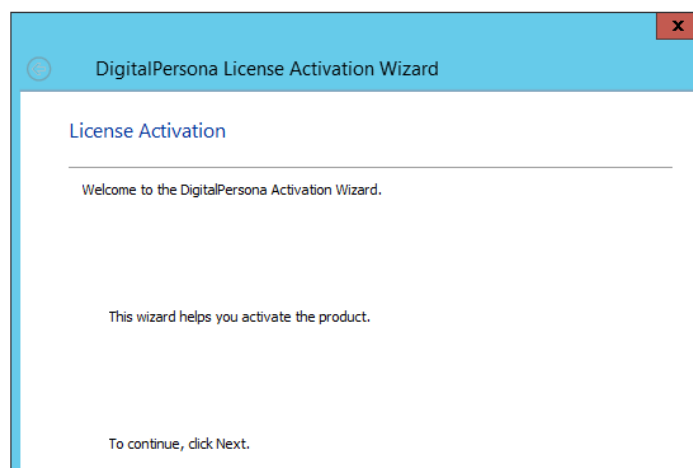 x
DigitalPersona License Activation Wizard
License Activation
Welcome to the DigitalPersona Activation Wizard.
This wizard helps you activate the product.
To continue, click Next.